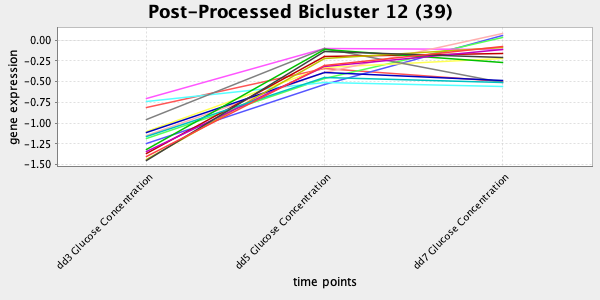 Post-Processed Bicluster 12 (39)
gene expression
0.00
-0.25
-0.50
-0.75
-1.00
-1.25
-1.50
dd3 Glucose Concentration
dd5 Glucose Concentration
dd7 Glucose Concentration
time points